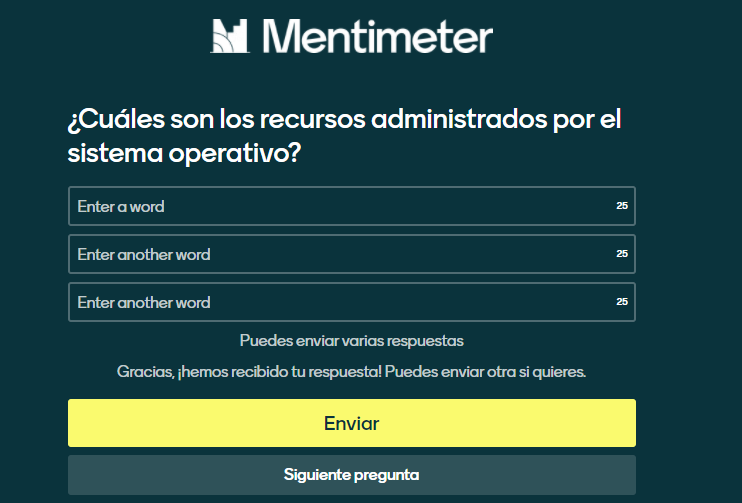 Mentimeter
¿Cuáles son los recursos administrados por el
sistema operativo?
Enter a word 25
Enter another word 25
Enter another word 25
Puedes enviar varias respuestas
Gracias, ¡hemos recibido tu respuesta! Puedes enviar otra si quieres.
Enviar
Siguiente pregunta